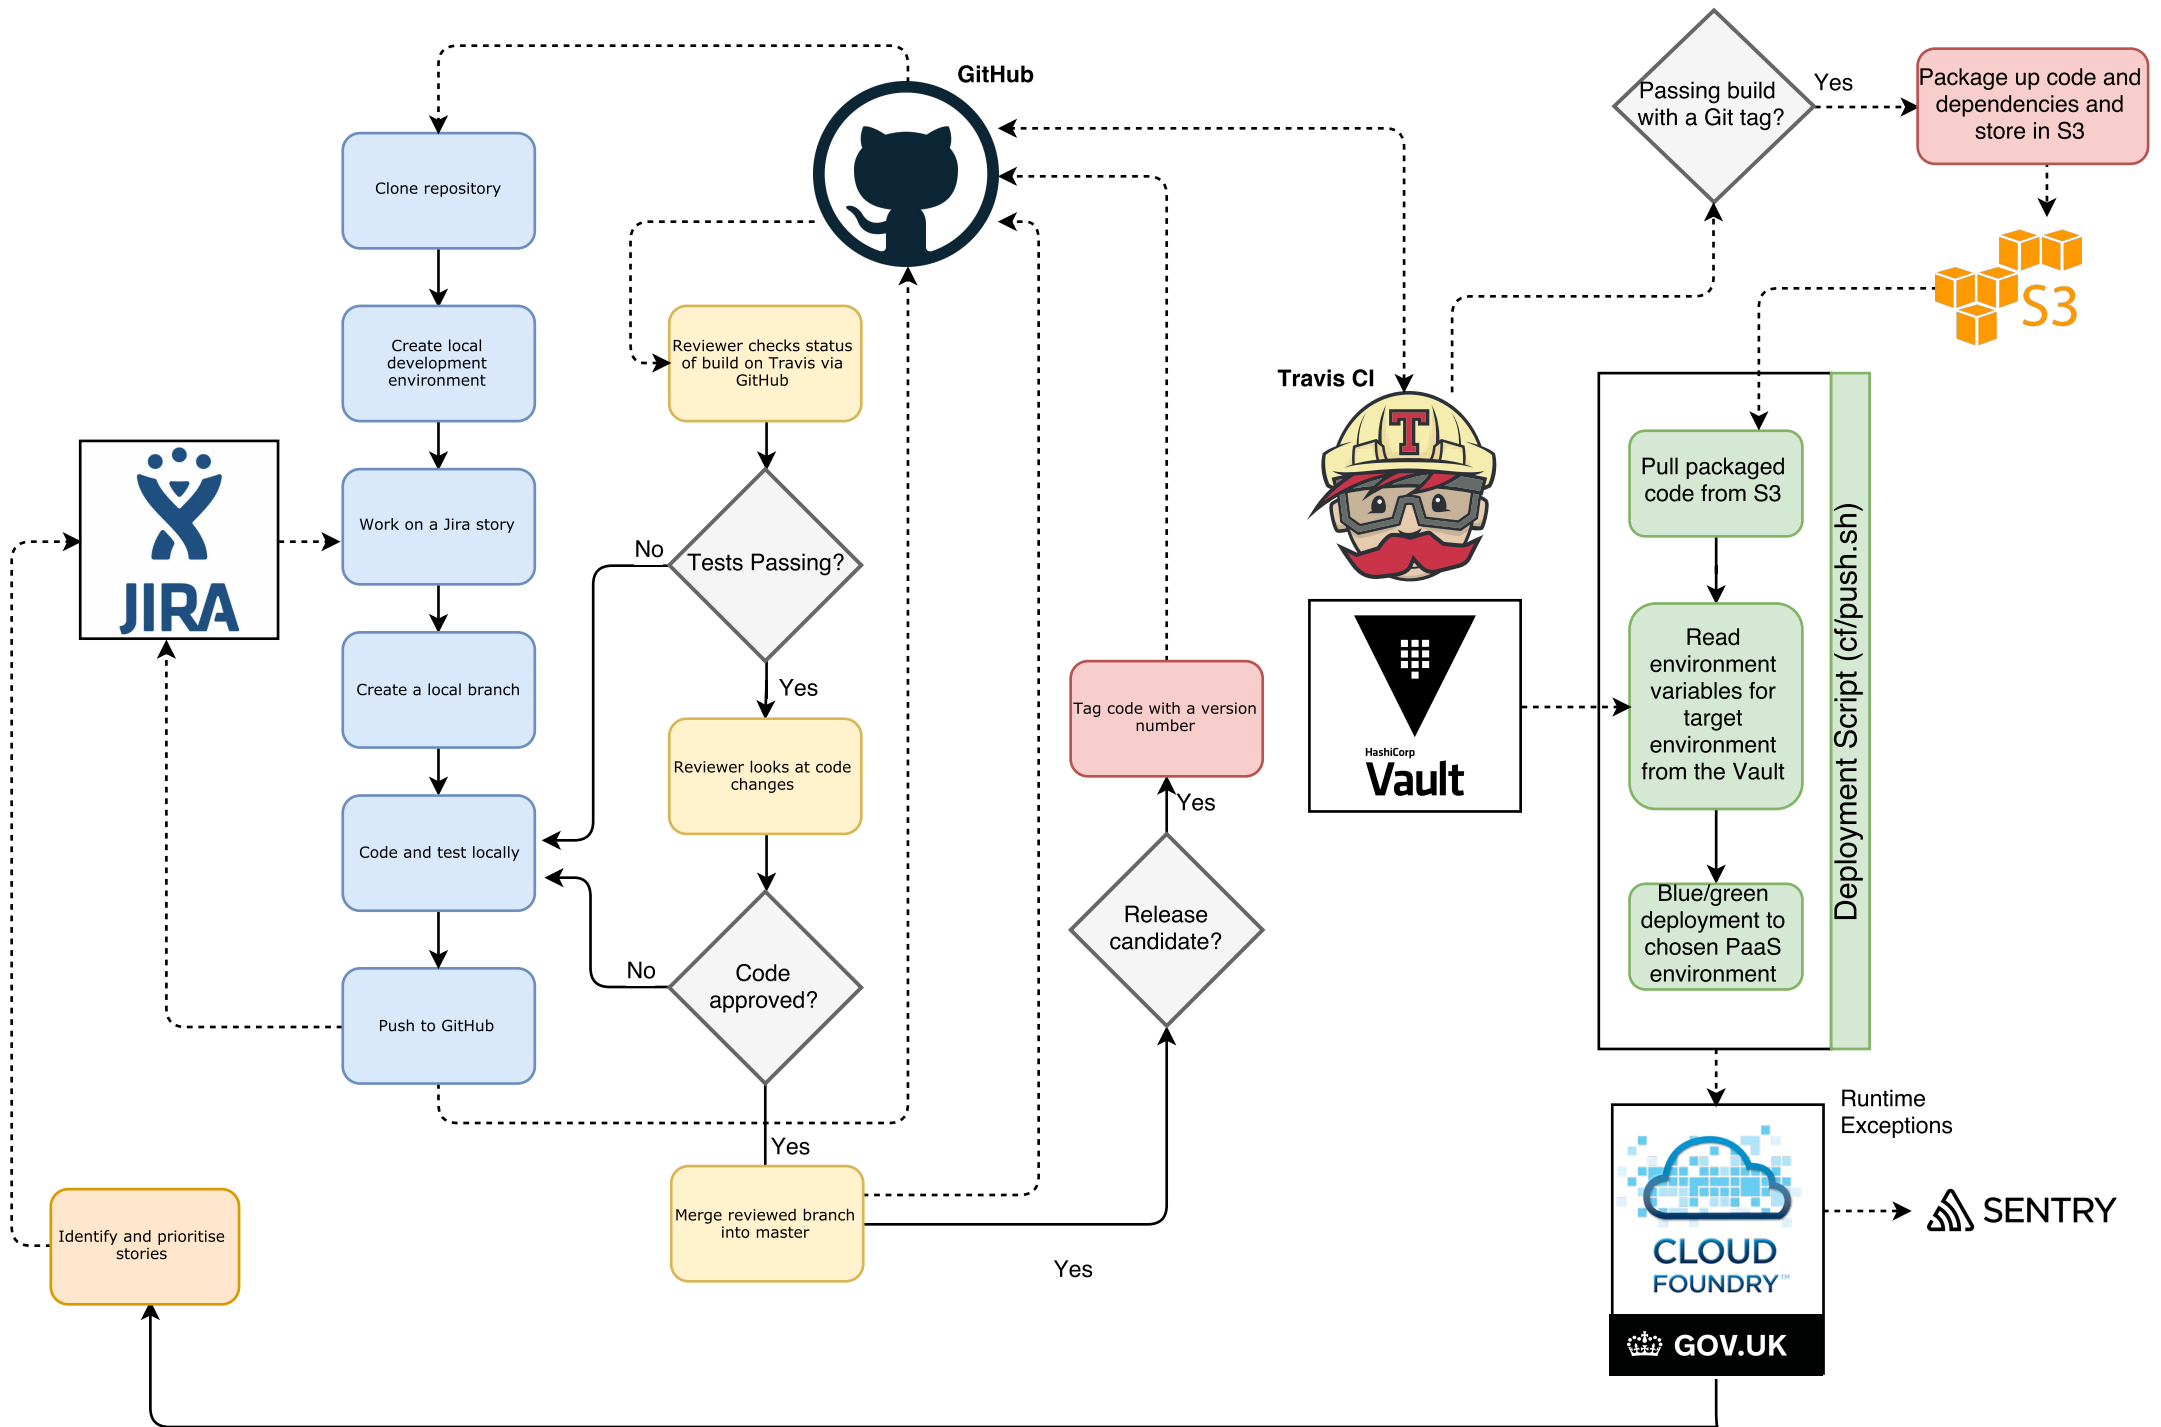 GitHub
Passing build
with a Git tag?
Yes
Package up code and
dependencies and
store in S3
S3
Clone repository
Create local
development
environment
Reviewer checks status
of build on Travis via
GitHub
Travis CI
T
JIRA
Work on a Jira story
No
Tests Passing?
Yes
Create a local branch
Reviewer looks at code
changes
Code and test locally
No
Code
approved?
Push to GitHub
Yes
Merge reviewed branch
into master
Yes
Identify and prioritise
stories
Tag code with a version
number
Yes
Release
candidate?
HashiCorp
Vault
Pull packaged
code from S3
Read
environment
variables for
target
environment
from the Vault
Blue/green
deployment to
chosen PaaS
environment
Deployment Script (cf/push.sh)
Runtime
Exceptions
CLOUD
FOUNDRY™
GOV.UK
SENTRY